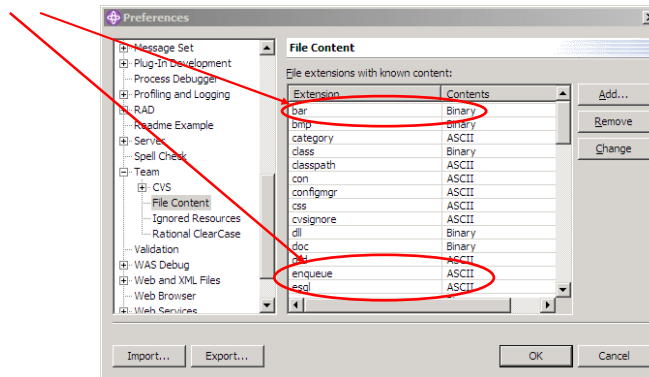 Preferences
Message Set
Plug-In Development
Process Debugger
Profiling and Logging
RAD
Readme Example
Server
Spell Check
Team
CVS
File Content
Ignored Resources
Rational ClearCase
Validation
WAS Debug
Web and XML Files
Web Browser
Web Services
File Content
File extensions with known content:
Extension Contents
bar Binary
bmp Binary
category ASCII
class Binary
classpath ASCII
con ASCII
configmgr ASCII
css ASCII
cvsignore ASCII
dll Binary
doc Binary
ASCII
enqueue ASCII
esql ASCII
Add...
Remove
Change
Import... Export... OK Cancel